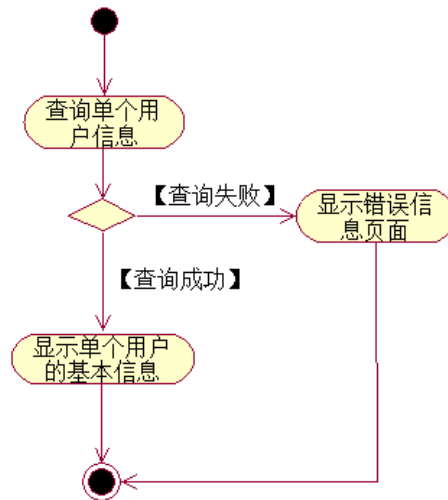 查询单个用
户信息
【查询失败】
显示错误信
息页面
【查询成功】
显示单个用户
的基本信息